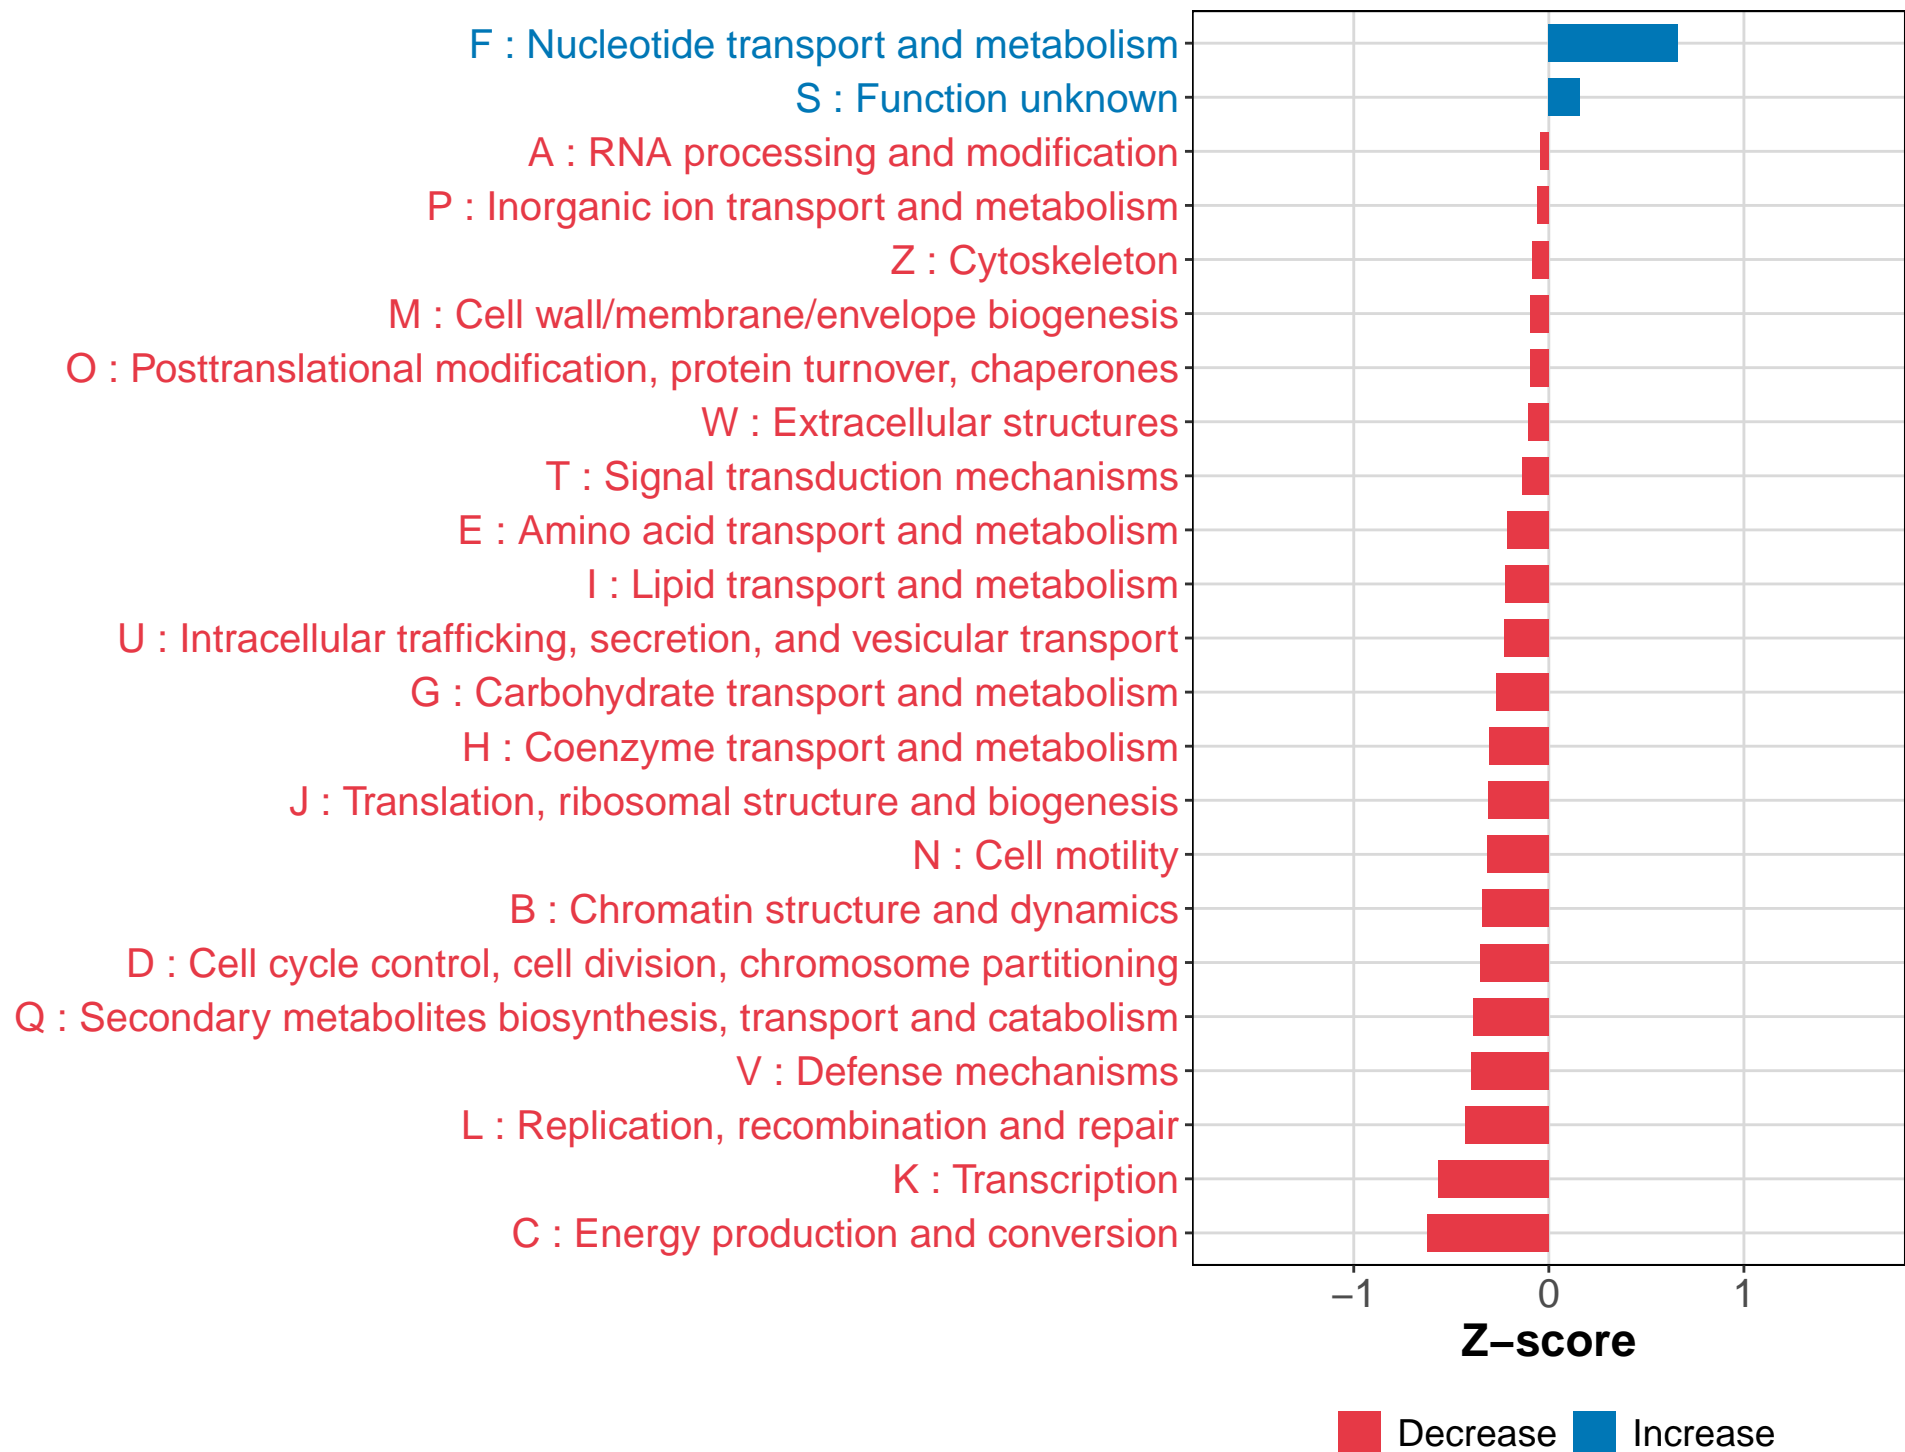 F : Nucleotide transport and metabolism
S : Function unknown
A : RNA processing and modification
P : Inorganic ion transport and metabolism
Z : Cytoskeleton
M : Cell wall/membrane/envelope biogenesis
O : Posttranslational modification, protein turnover, chaperones
W : Extracellular structures
T : Signal transduction mechanisms
E : Amino acid transport and metabolism
I : Lipid transport and metabolism
U : Intracellular trafficking, secretion, and vesicular transport
G : Carbohydrate transport and metabolism
H : Coenzyme transport and metabolism
J : Translation, ribosomal structure and biogenesis
N : Cell motility
B : Chromatin structure and dynamics
D : Cell cycle control, cell division, chromosome partitioning
Q : Secondary metabolites biosynthesis, transport and catabolism
V : Defense mechanisms
L : Replication, recombination and repair
K : Transcription
C : Energy production and conversion
−1 0 1
Z−score
Decrease Increase